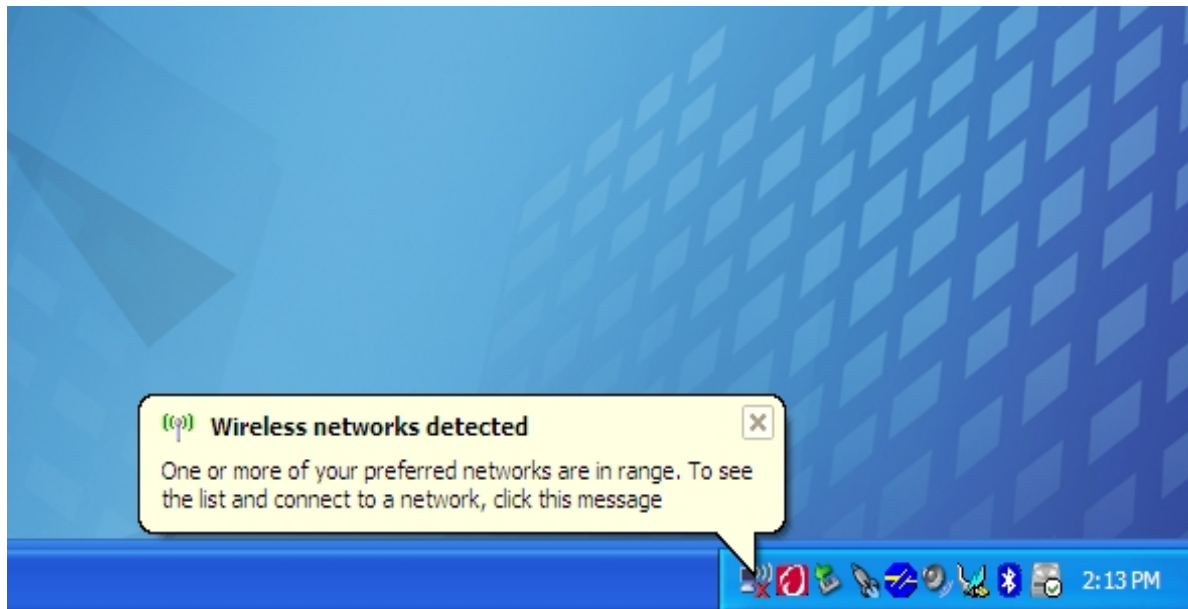 Wireless networks detected
One or more of your preferred networks are in range. To see
the list and connect to a network, click this message
2:13 PM